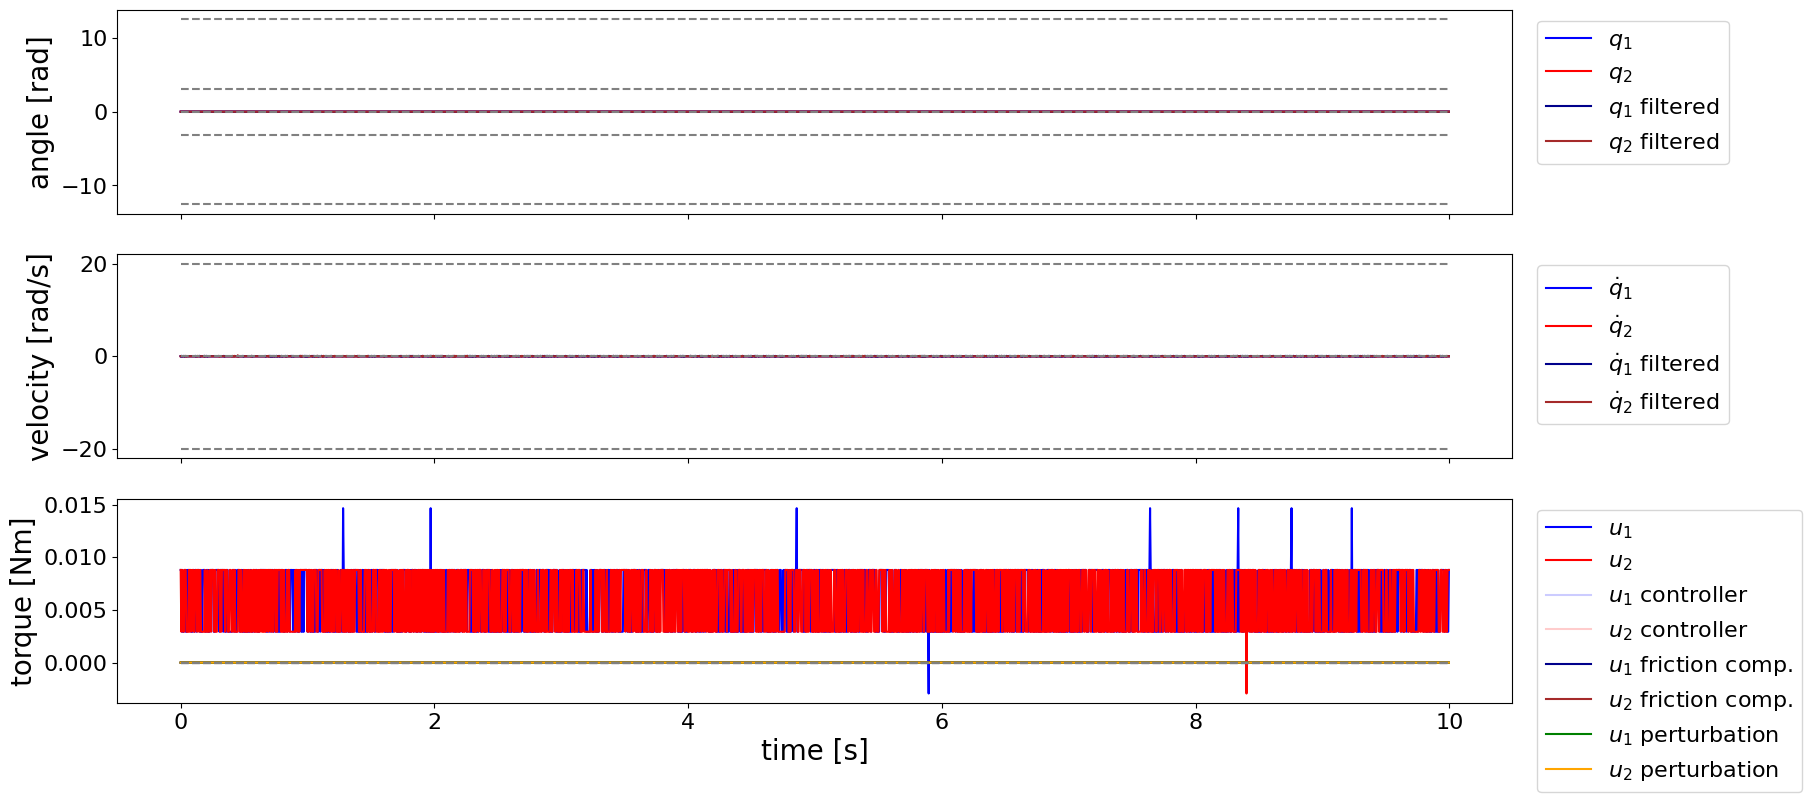 angle [rad]
10
0
−10
q₁
q₂
q₁ filtered
q₂ filtered
velocity [rad/s]
20
0
−20
q̇₁
q̇₂
q̇₁ filtered
q̇₂ filtered
torque [Nm]
0.015
0.010
0.005
0.000
0 2 4 6 8 10
time [s]
u₁
u₂
u₁ controller
u₂ controller
u₁ friction comp.
u₂ friction comp.
u₁ perturbation
u₂ perturbation